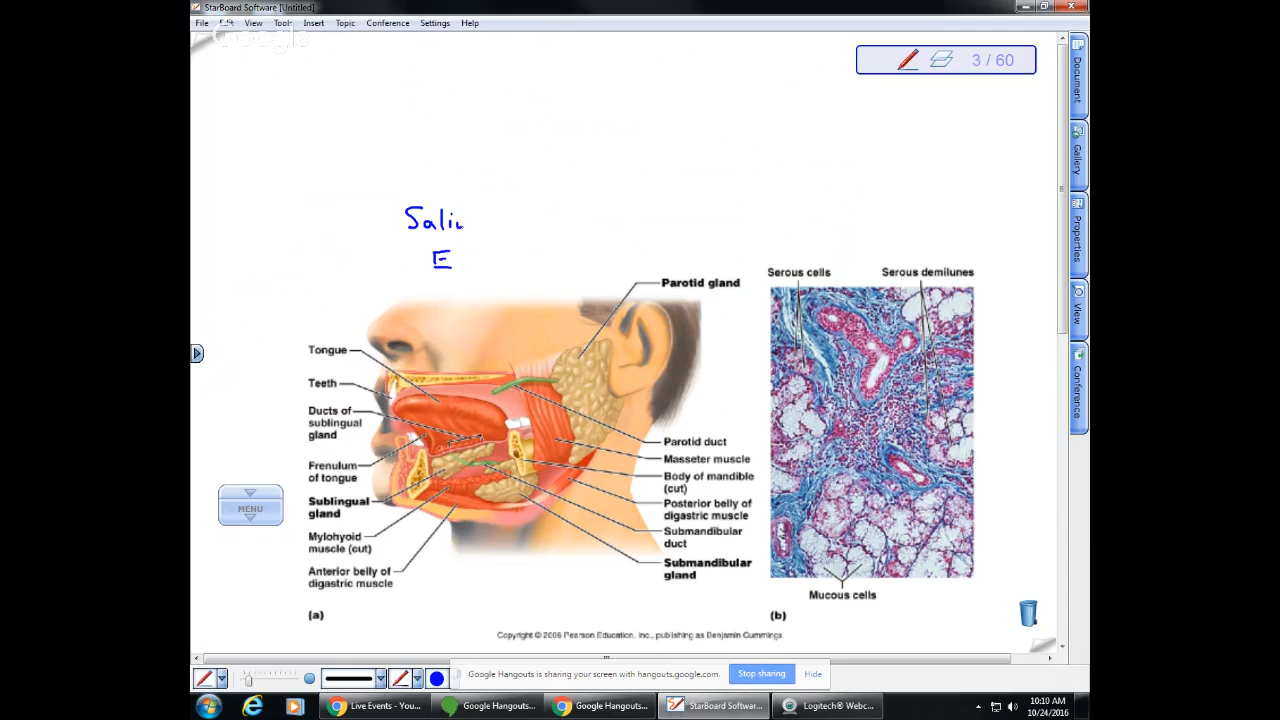 StarBoard Software [Untitled]
File Edit View Tools Insert Topic Conference Settings Help
Google
3 / 60
Document
Gallery
Properties
View
Conference
Sali
E
Parotid gland
Tongue
Teeth
Ducts of
sublingual
gland
Frenulum
of tongue
Sublingual
gland
Mylohyoid
muscle (cut)
Anterior belly of
digastric muscle
Parotid duct
Masseter muscle
Body of mandible
(cut)
Posterior belly of
digastric muscle
Submandibular
duct
Submandibular
gland
(a)
Serous cells
Serous demilunes
Mucous cells
(b)
MENU
Copyright © 2006 Pearson Education, Inc., publishing as Benjamin Cummings.
Google Hangouts is sharing your screen with hangouts.google.com.
Stop sharing
Hide
Live Events - You...
Google Hangouts...
Google Hangouts...
StarBoard Softwar...
Logitech® Webc...
10:10 AM
10/24/2016